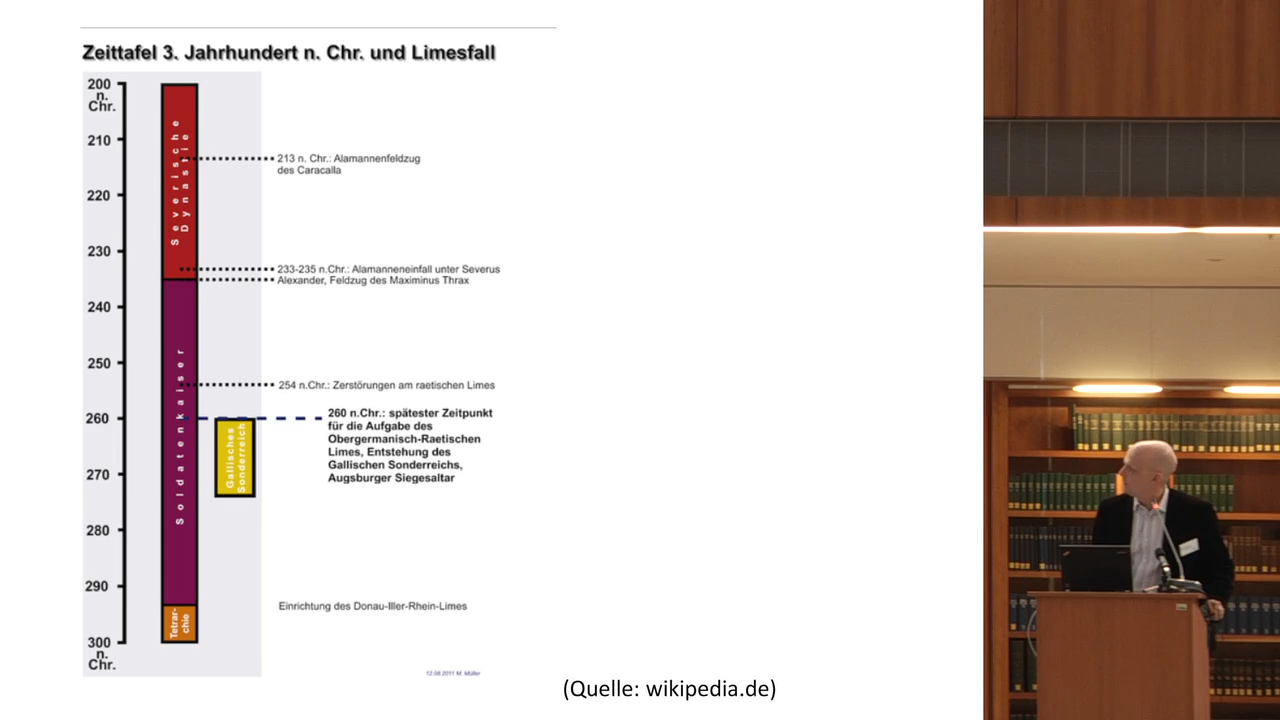 Zeittafel 3. Jahrhundert n. Chr. und Limesfall
200
n.
Chr.
210
220
230
240
250
260
270
280
290
300
n.
Chr.
Severische
Dynastie
Soldatenkaiser
Tetrar-
chie
Gallisches
Sonderreich
213 n. Chr.: Alamannenfeldzug
des Caracalla
233-235 n.Chr.: Alamanneneinfall unter Severus
Alexander, Feldzug des Maximinus Thrax
254 n.Chr.: Zerstörungen am raetischen Limes
260 n.Chr.: spätester Zeitpunkt
für die Aufgabe des
Obergermanisch-Raetischen
Limes, Entstehung des
Gallischen Sonderreichs,
Augsburger Siegesaltar
Einrichtung des Donau-Iller-Rhein-Limes
12.08.2011 M. Müller
(Quelle: wikipedia.de)